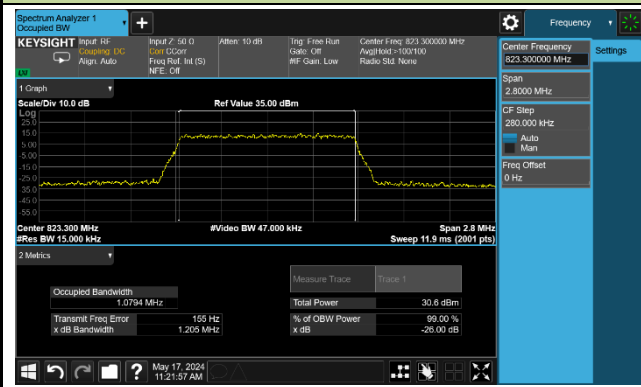 Spectrum Analyzer 1
Occupied BW
Frequency
KEYSIGHT
Input: RF
Coupling: DC
Align: Auto
Input Z: 50 Ω
Corr CCorr
Freq Ref: Int (S)
NFE: Off
Atten: 10 dB
Trig: Free Run
Gate: Off
#IF Gain: Low
Center Freq: 823.300000 MHz
Avg|Hold:>100/100
Radio Std: None
LXI
Center Frequency
823.300000 MHz
Settings
Span
2.8000 MHz
CF Step
280.000 kHz
Auto
Man
Freq Offset
0 Hz
1 Graph
Scale/Div 10.0 dB
Ref Value 35.00 dBm
Log
25.0
15.0
5.00
-5.00
-15.0
-25.0
-35.0
-45.0
-55.0
Center 823.300 MHz
#Video BW 47.000 kHz
Span 2.8 MHz
#Res BW 15.000 kHz
Sweep 11.9 ms (2001 pts)
2 Metrics
Measure Trace
Trace 1
Occupied Bandwidth
1.0794 MHz
Total Power
30.6 dBm
Transmit Freq Error
155 Hz
% of OBW Power
99.00 %
x dB Bandwidth
1.205 MHz
x dB
-26.00 dB
?
May 17, 2024
11:21:57 AM